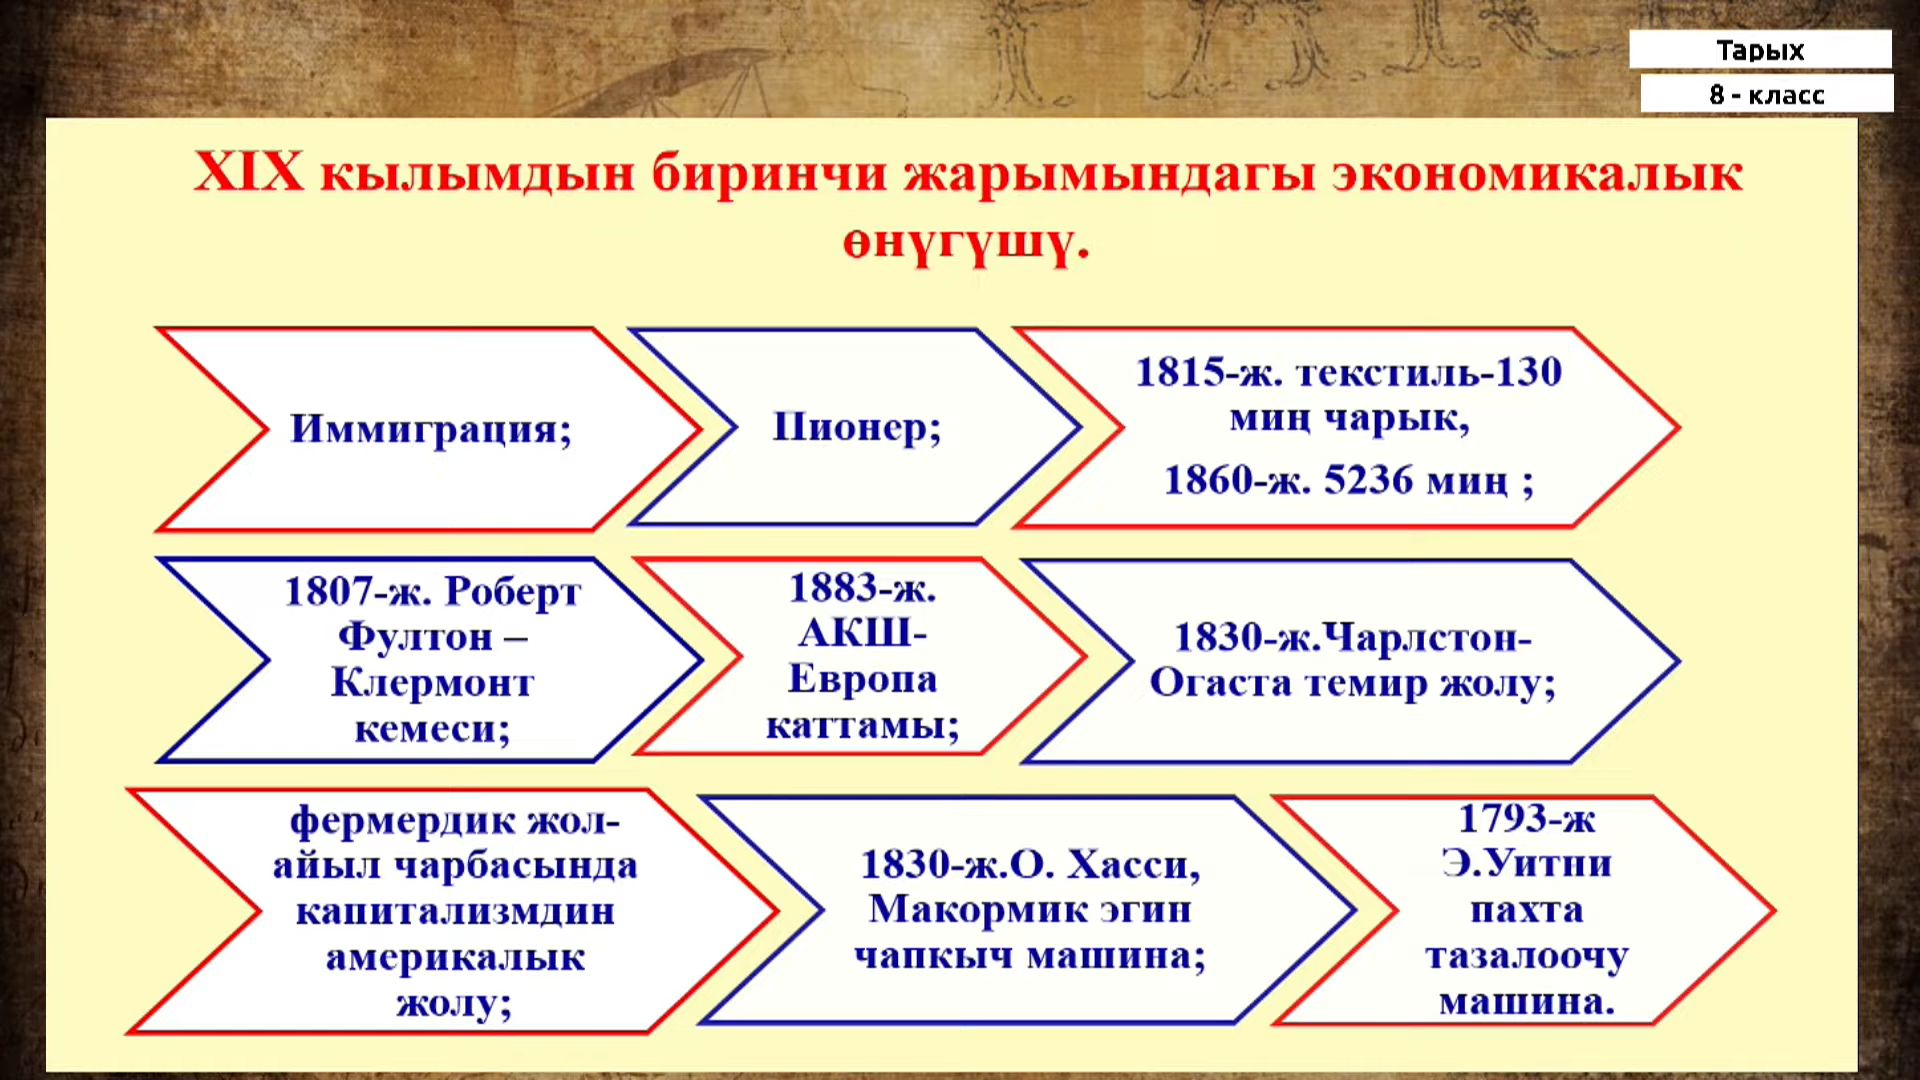 Тарых
8 - класс
XIX кылымдын биринчи жарымындагы экономикалык
өнүгүшү.
Иммиграция;
Пионер;
1815-ж. текстиль-130
миң чарык,
1860-ж. 5236 миң ;
1807-ж. Роберт
Фултон –
Клермонт
кемеси;
1883-ж.
АКШ-
Европа
каттамы;
1830-ж.Чарлстон-
Огаста темир жолу;
фермердик жол-
айыл чарбасында
капитализмдин
америкалык
жолу;
1830-ж.О. Хасси,
Макормик эгин
чапкыч машина;
1793-ж
Э.Уитни
пахта
тазалоочу
машина.